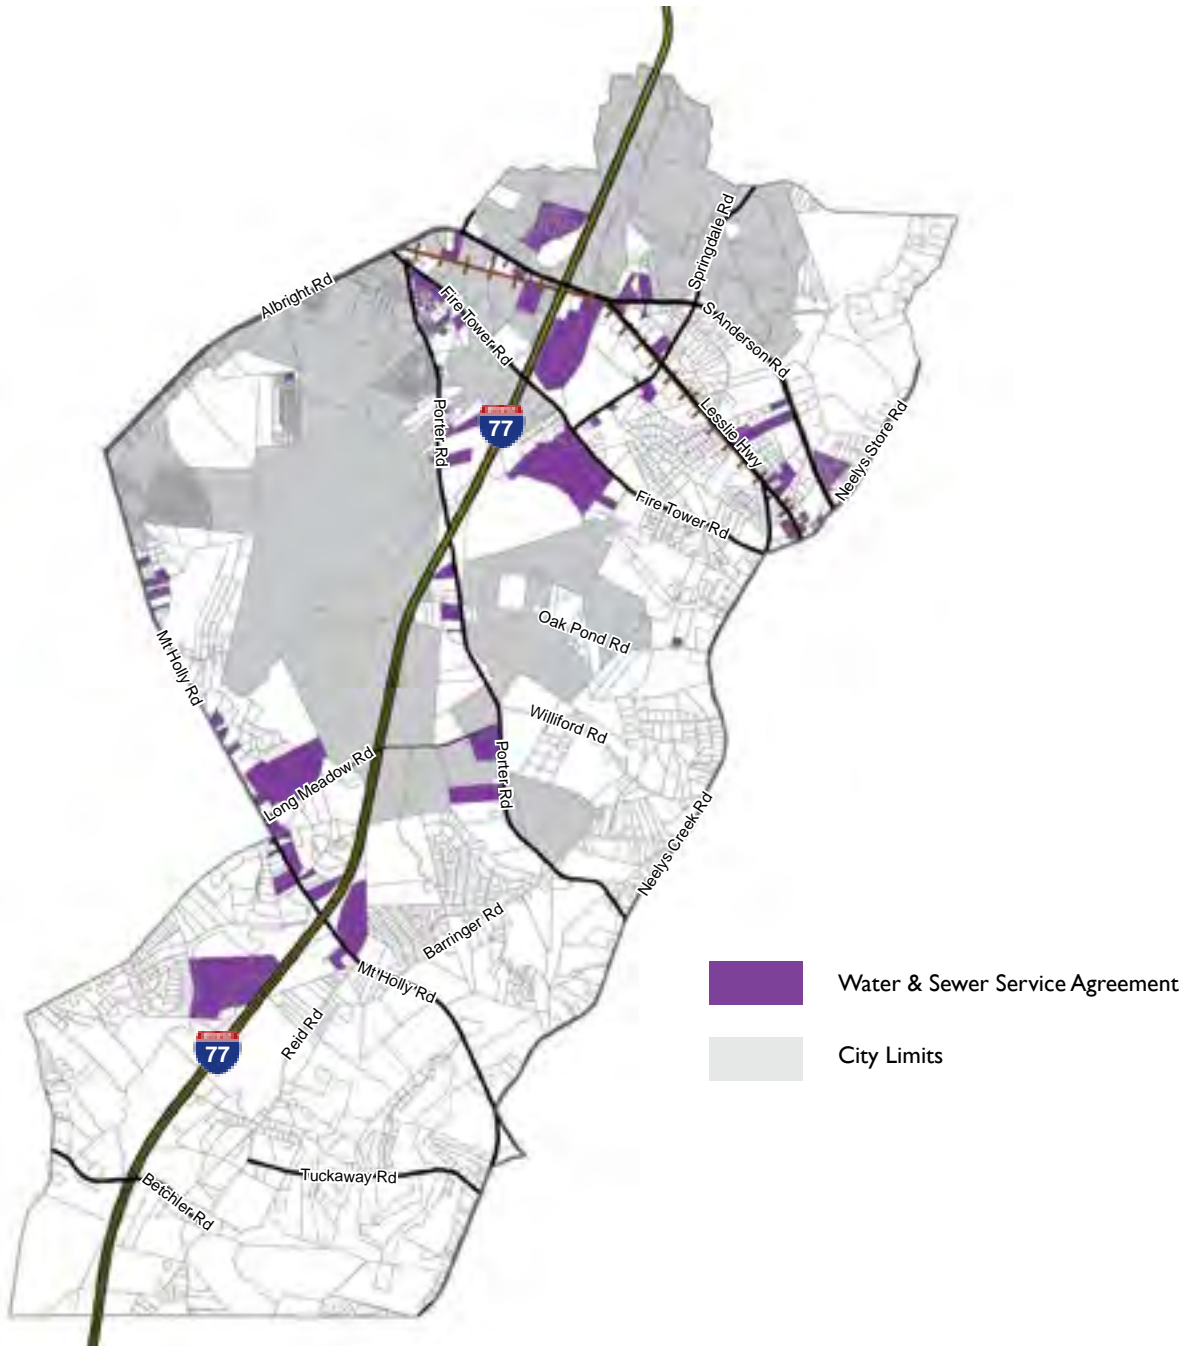 Springdale Rd
Albright Rd
Fire Tower Rd
S Anderson Rd
Porter Rd
77
Lesslie Hwy
Neelys Store Rd
Fire Tower Rd
Oak Pond Rd
Mt Holly Rd
Williford Rd
Long Meadow Rd
Porter Rd
Neelys Creek Rd
Barringer Rd
Mt Holly Rd
Water & Sewer Service Agreement
Reid Rd
77
City Limits
Tuckaway Rd
Betchler Rd